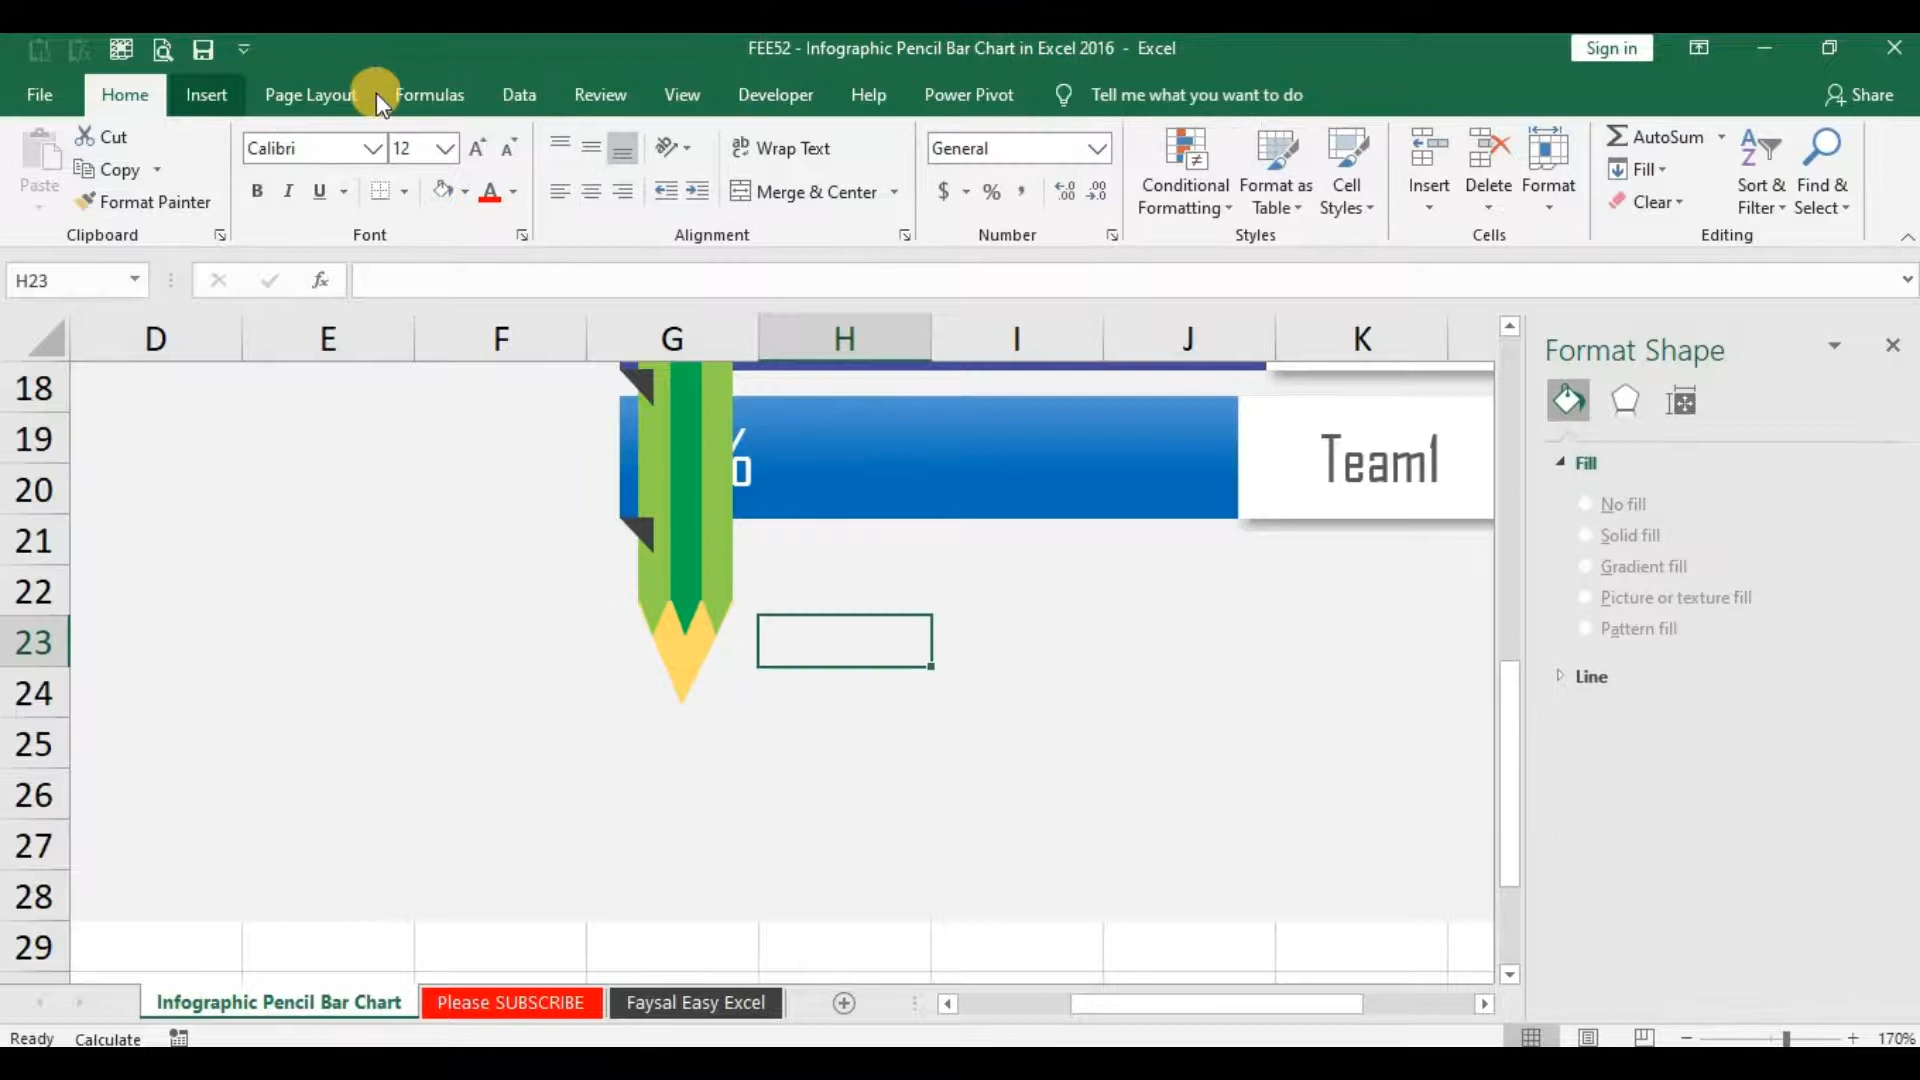 FEE52 - Infographic Pencil Bar Chart in Excel 2016 - Excel
Sign in
File Home Insert Page Layout Formulas Data Review View Developer Help Power Pivot Tell me what you want to do Share
Paste
Cut
Copy
Format Painter
Clipboard
Calibri 12
B I U A
Font
Wrap Text
Merge & Center
Alignment
General
$ % ,
Number
Conditional Formatting
Format as Table
Cell Styles
Styles
Insert
Delete
Format
Cells
AutoSum
Fill
Clear
Sort & Filter
Find & Select
Editing
H23
fx
D E F G H I J K
18
19
20
21
22
23
24
25
26
27
28
29
%
Team1
Format Shape
Fill
No fill
Solid fill
Gradient fill
Picture or texture fill
Pattern fill
Line
Infographic Pencil Bar Chart
Please SUBSCRIBE
Faysal Easy Excel
Ready Calculate
170%